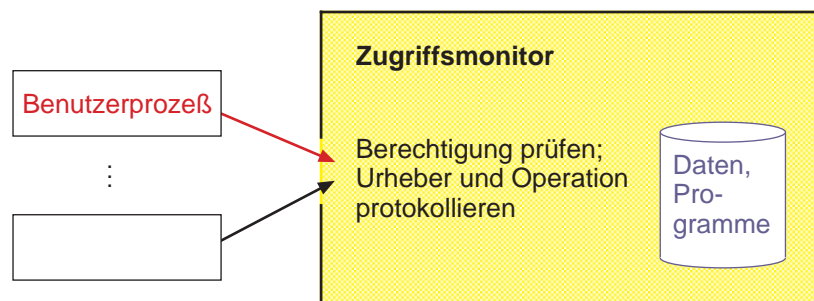 Zugriffsmonitor
Benutzerprozeß
⋮
Berechtigung prüfen;
Urheber und Operation
protokollieren
Daten,
Pro-
gramme